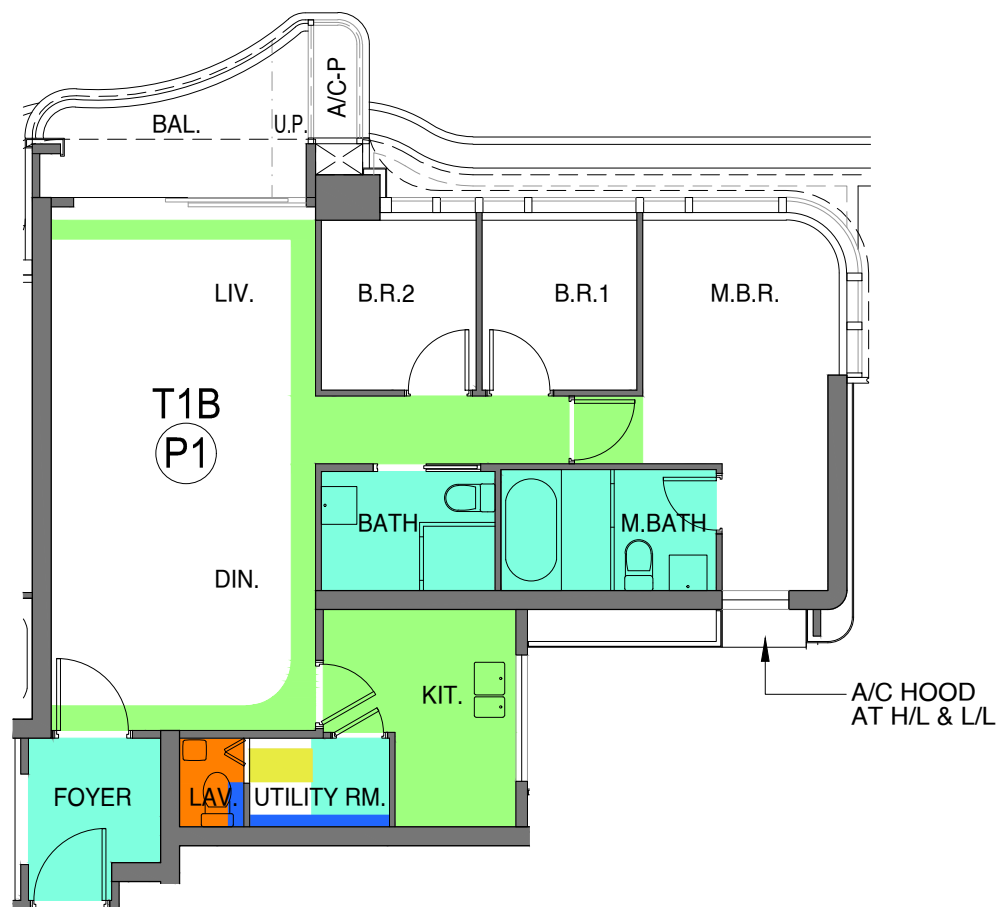 A/C-P
BAL.
U.P.
LIV.
B.R.2
B.R.1
M.B.R.
T1B
P1
BATH
M.BATH
DIN.
KIT.
A/C HOOD
AT H/L & L/L
FOYER
LAV.
UTILITY RM.